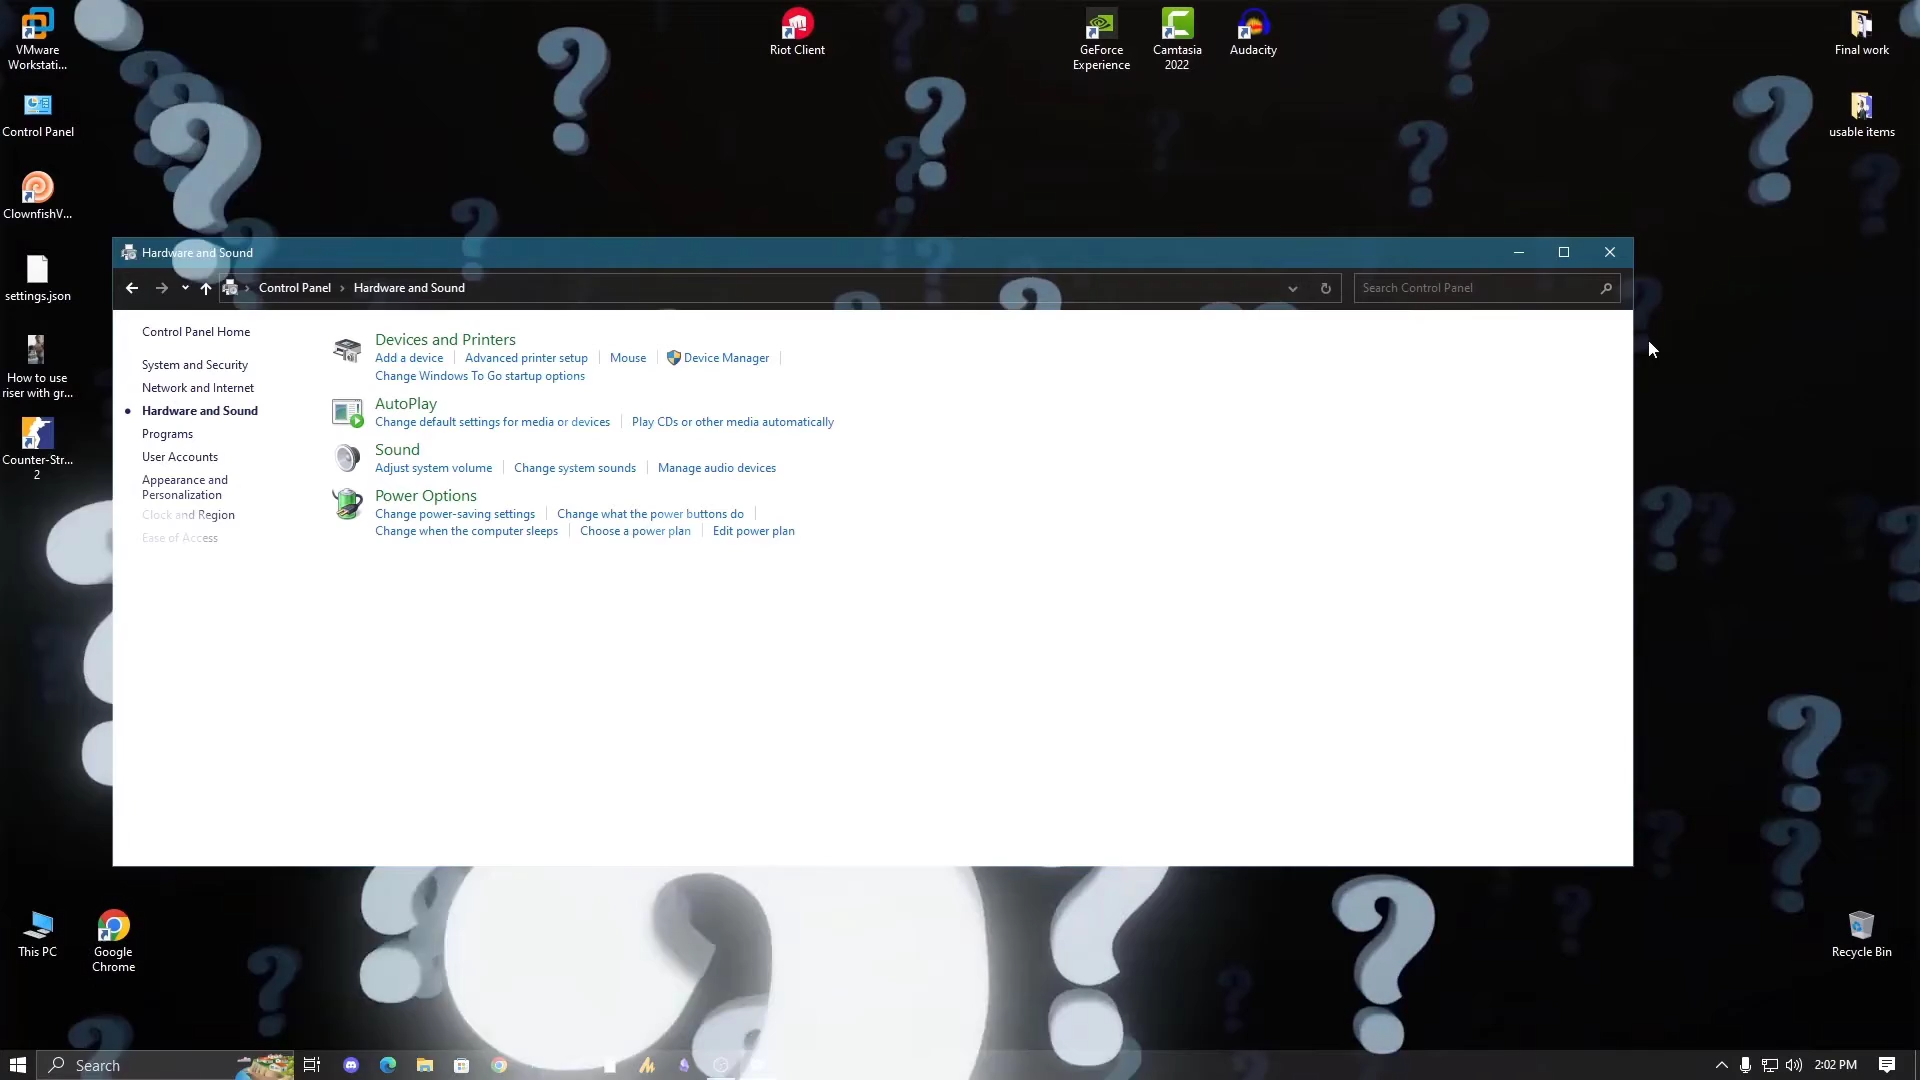 VMware
Workstati...
Riot Client
GeForce
Experience
Camtasia
2022
Audacity
Final work
Control Panel
usable items
ClownfishV...
settings.json
How to use
riser with gr...
Counter-Str...
2
Hardware and Sound
Control Panel > Hardware and Sound
Search Control Panel
Control Panel Home
System and Security
Network and Internet
Hardware and Sound
Programs
User Accounts
Appearance and
Personalization
Clock and Region
Ease of Access
Devices and Printers
Add a device | Advanced printer setup | Mouse | Device Manager |
Change Windows To Go startup options
AutoPlay
Change default settings for media or devices | Play CDs or other media automatically
Sound
Adjust system volume | Change system sounds | Manage audio devices
Power Options
Change power-saving settings | Change what the power buttons do |
Change when the computer sleeps | Choose a power plan | Edit power plan
This PC
Google
Chrome
Recycle Bin
Search
2:02 PM